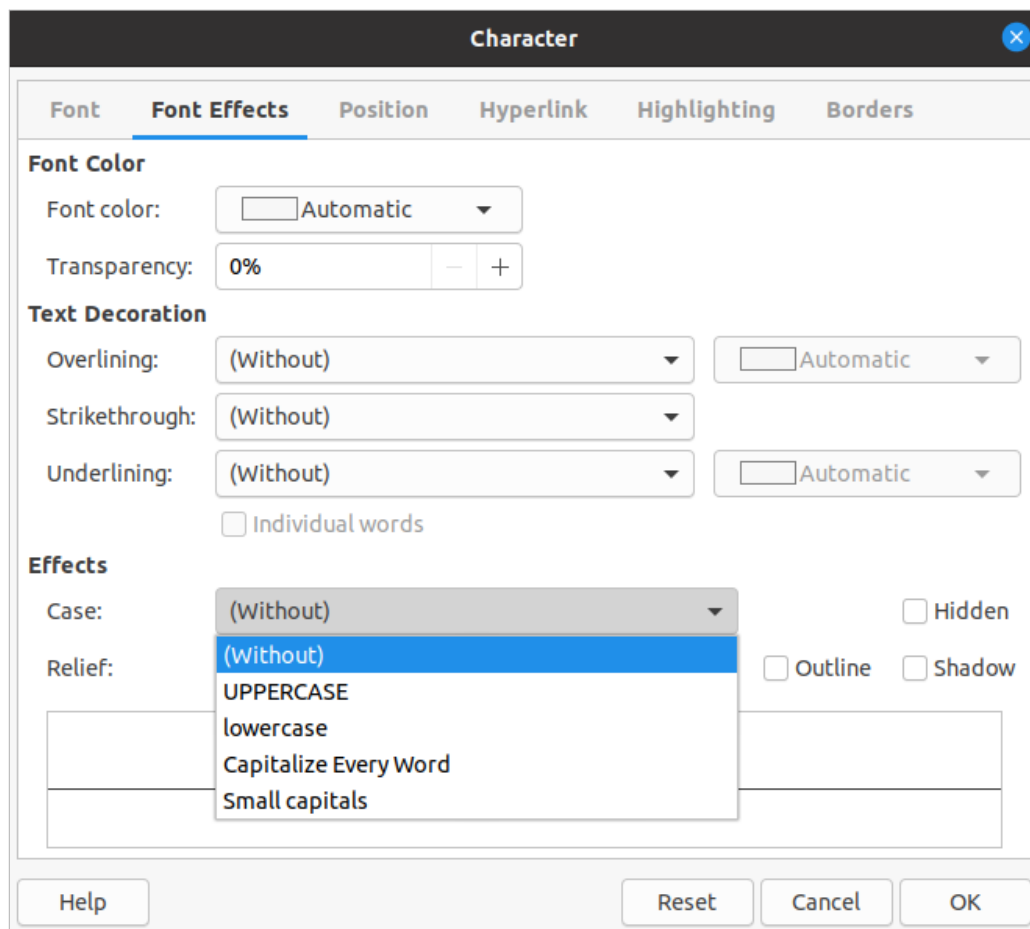 Character
Font Font Effects Position Hyperlink Highlighting Borders
Font Color
Font color: Automatic
Transparency: 0%
Text Decoration
Overlining: (Without) Automatic
Strikethrough: (Without)
Underlining: (Without) Automatic
Individual words
Effects
Case: (Without) Hidden
(Without)
Relief: Outline Shadow
UPPERCASE
lowercase
Capitalize Every Word
Small capitals
Help Reset Cancel OK